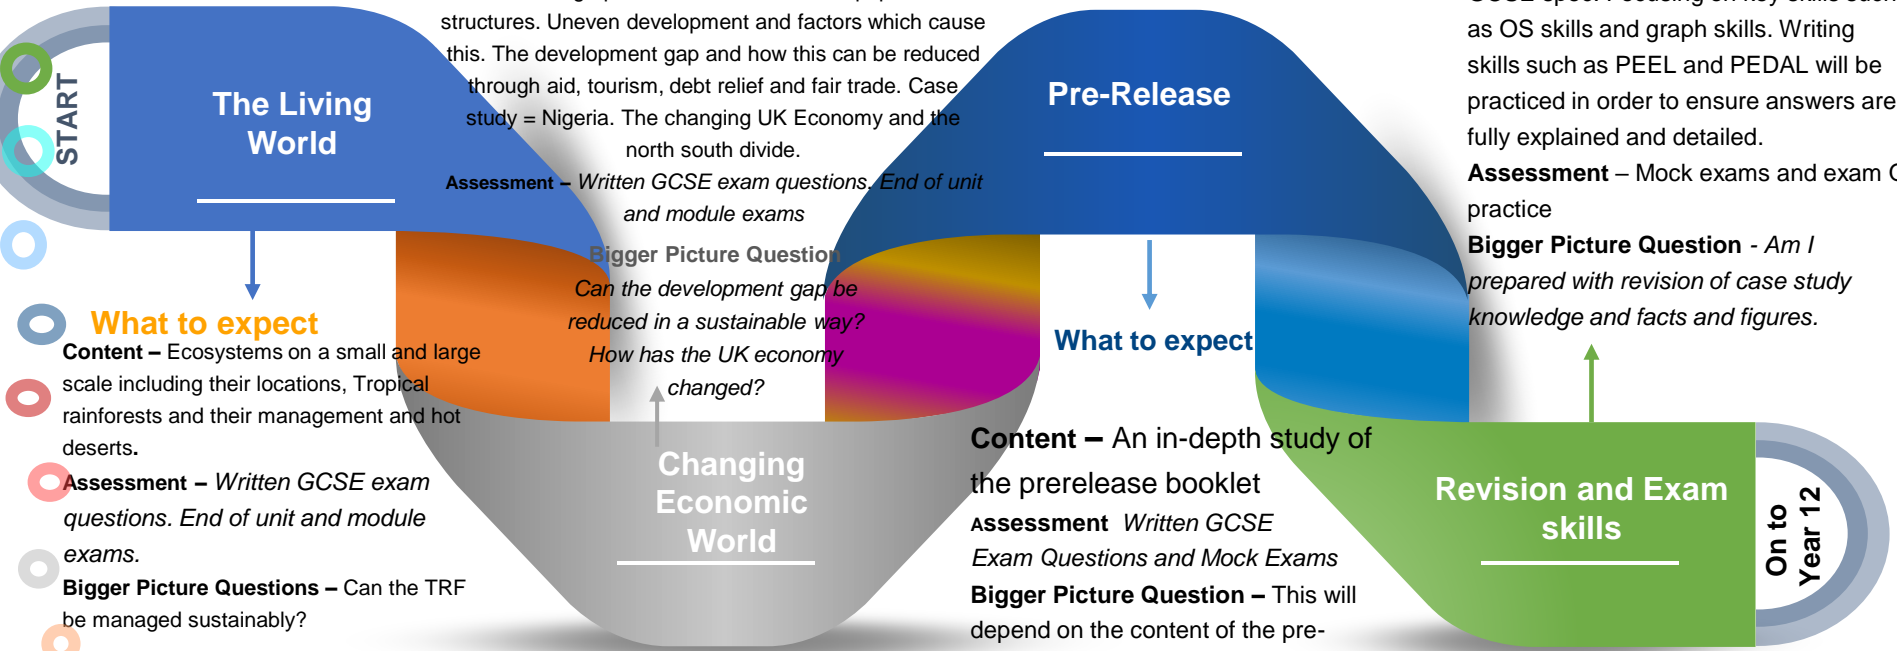 START
The Living
World
What to expect
Content – Ecosystems on a small and large
scale including their locations, Tropical
rainforests and their management and hot
deserts.
Assessment – Written GCSE exam
questions. End of unit and module
exams.
Bigger Picture Questions – Can the TRF
be managed sustainably?
structures. Uneven development and factors which cause
this. The development gap and how this can be reduced
through aid, tourism, debt relief and fair trade. Case
study = Nigeria. The changing UK Economy and the
north south divide.
Assessment – Written GCSE exam questions. End of unit
and module exams
Bigger Picture Question
Can the development gap be
reduced in a sustainable way?
How has the UK economy
changed?
Changing
Economic
World
Pre-Release
What to expect
Content – An in-depth study of
the prerelease booklet
Assessment Written GCSE
Exam Questions and Mock Exams
Bigger Picture Question – This will
depend on the content of the pre-
as OS skills and graph skills. Writing
skills such as PEEL and PEDAL will be
practiced in order to ensure answers are
fully explained and detailed.
Assessment – Mock exams and exam
practice
Bigger Picture Question - Am I
prepared with revision of case study
knowledge and facts and figures.
Revision and Exam
skills
On to
Year 12